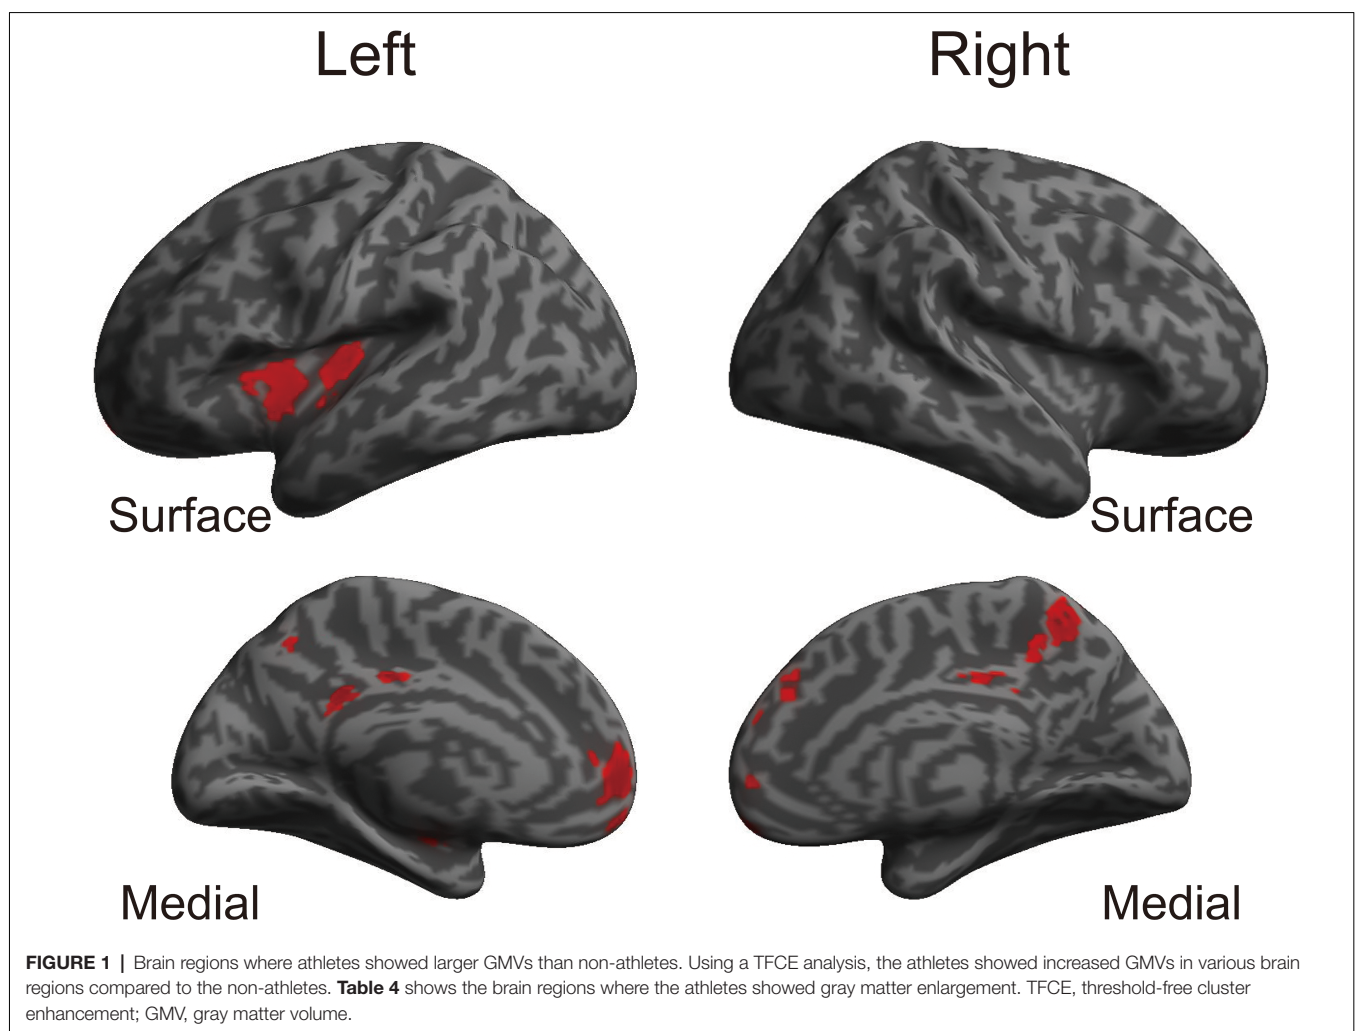 Left
Right
Surface
Surface
Medial
Medial
FIGURE 1 | Brain regions where athletes showed larger GMVs than non-athletes. Using a TFCE analysis, the athletes showed increased GMVs in various brain
regions compared to the non-athletes. Table 4 shows the brain regions where the athletes showed gray matter enlargement. TFCE, threshold-free cluster
enhancement; GMV, gray matter volume.